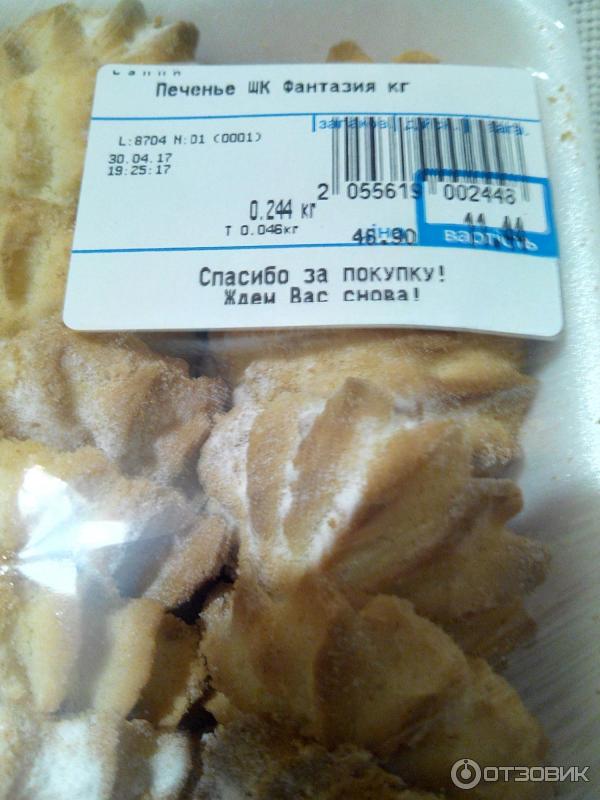 Печенье ШК Фантазия кг
L:8704 N:01 (0001)
30.04.17
19:25:17
2 055619 002448
0.244 кг
Т 0.046кг
46.90
11.44
вартість
Спасибо за покупку!
Ждем Вас снова!
ОТЗОВИК